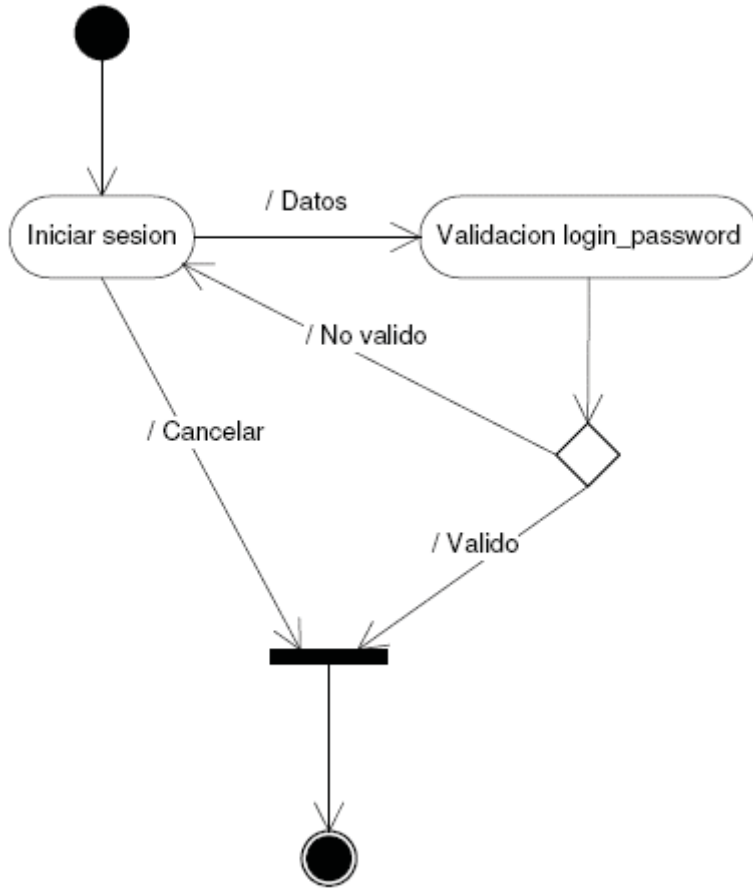 / Datos
Iniciar sesion
Validacion login_password
/ No valido
/ Cancelar
/ Valido